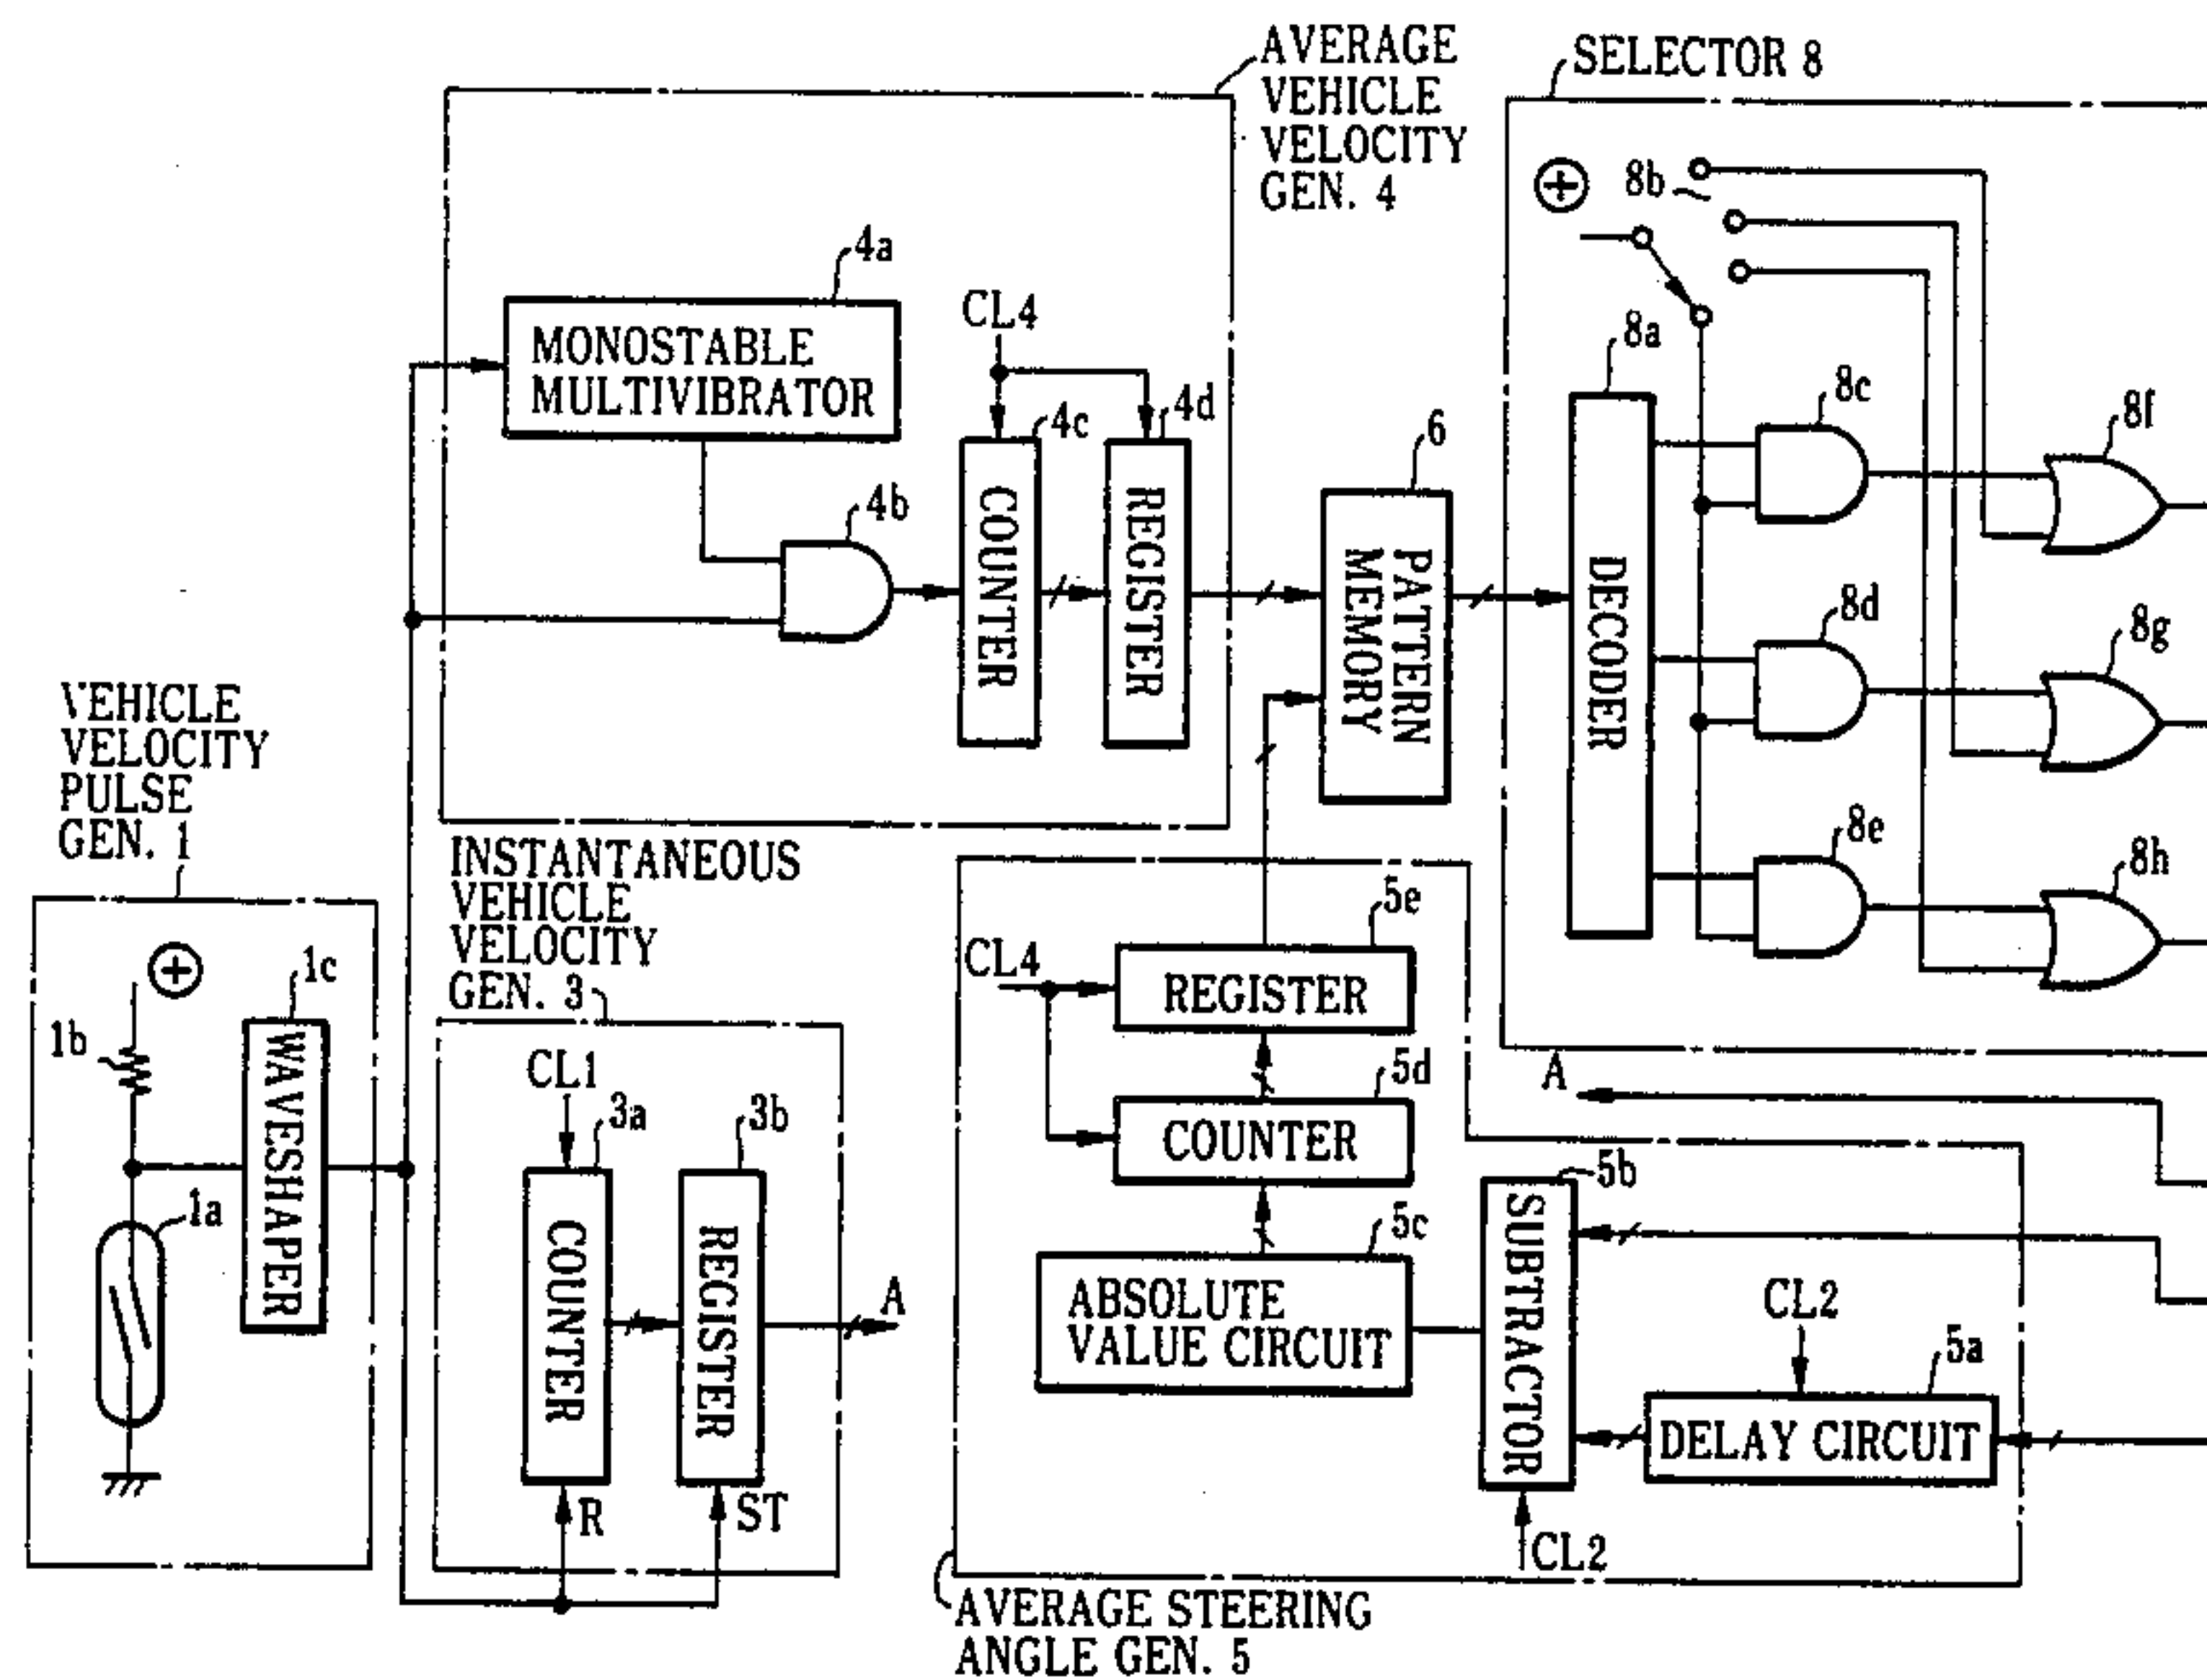 AVERAGE
VEHICLE
VELOCITY
GEN. 4
SELECTOR 8
8b
4a
MONOSTABLE
MULTIVIBRATOR
CL4
4c
4d
4b
COUNTER
REGISTER
6
PATTERN
MEMORY
8a
DECODER
8c
8f
8d
8g
8e
8h
VEHICLE
VELOCITY
PULSE
GEN. 1
1b
1c
WAVESHAPER
1a
INSTANTANEOUS
VEHICLE
VELOCITY
GEN. 3
CL1
3a
3b
COUNTER
REGISTER
A
R
ST
5e
CL4
REGISTER
5d
COUNTER
5c
ABSOLUTE
VALUE CIRCUIT
A
5b
SUBTRACTOR
CL2
5a
DELAY CIRCUIT
CL2
AVERAGE STEERING
ANGLE GEN. 5